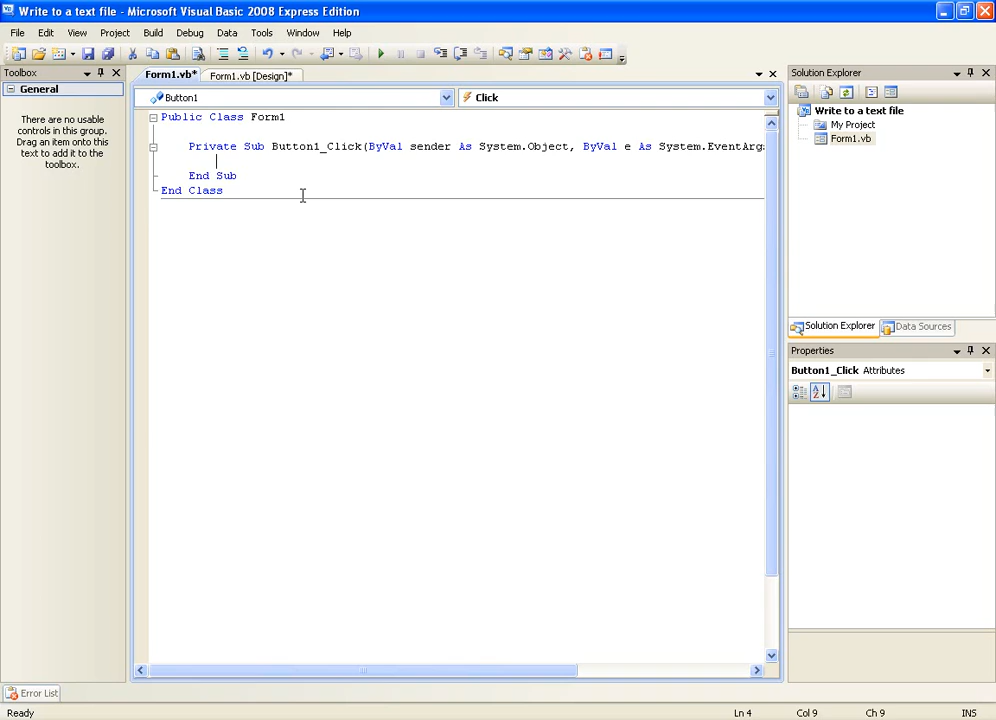 Write to a text file - Microsoft Visual Basic 2008 Express Edition
File Edit View Project Build Debug Data Tools Window Help
Toolbox
General
There are no usable
controls in this group.
Drag an item onto this
text to add it to the
toolbox.
Form1.vb* Form1.vb [Design]*
Button1 Click
Public Class Form1
Private Sub Button1_Click(ByVal sender As System.Object, ByVal e As System.EventArgs
End Sub
End Class
Solution Explorer
Write to a text file
My Project
Form1.vb
Solution Explorer Data Sources
Properties
Button1_Click Attributes
Error List
Ready Ln 4 Col 9 Ch 9 INS